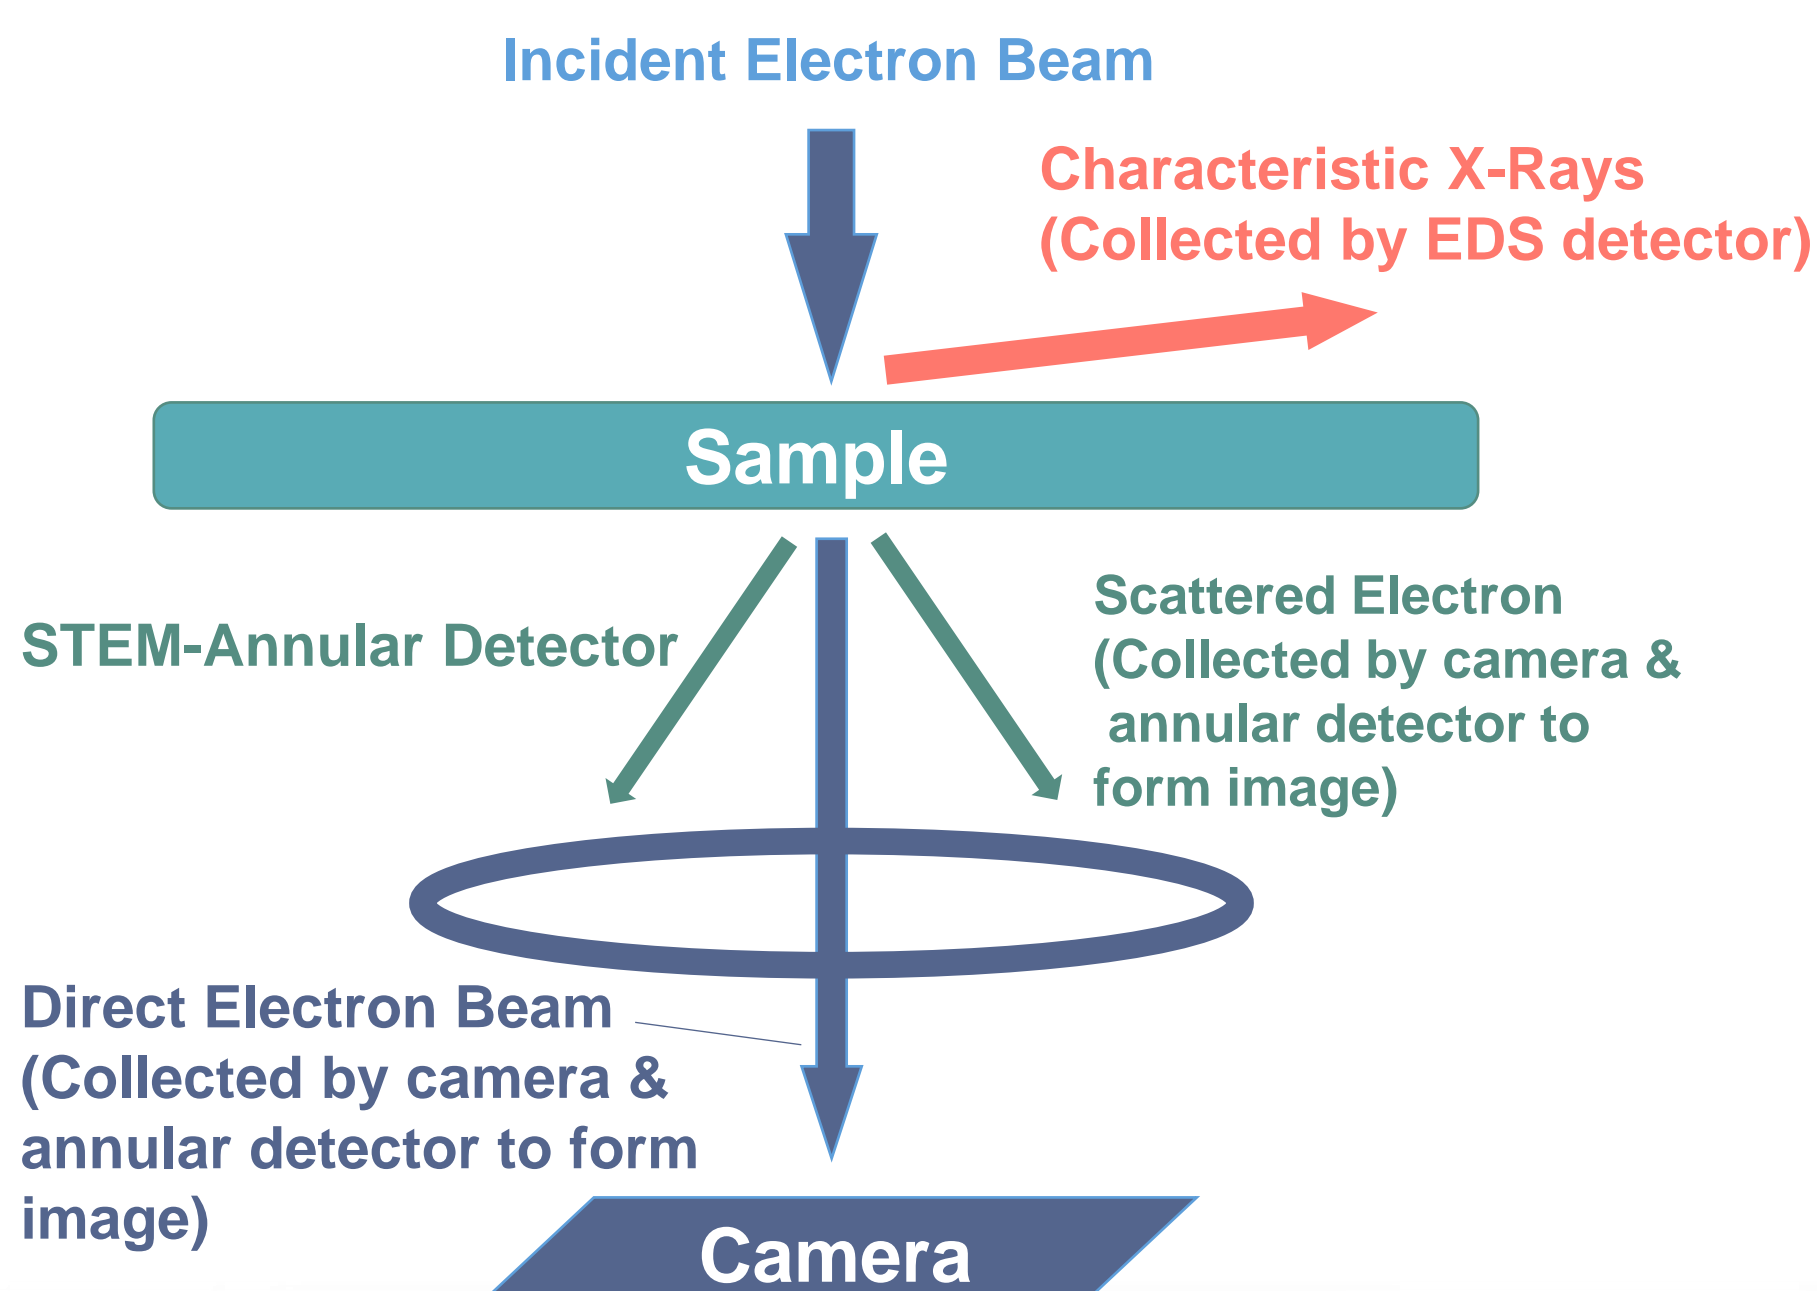 Incident Electron Beam
Characteristic X-Rays
(Collected by EDS detector)
Sample
STEM-Annular Detector
Scattered Electron
(Collected by camera &
annular detector to
form image)
Direct Electron Beam
(Collected by camera &
annular detector to form
image)
Camera